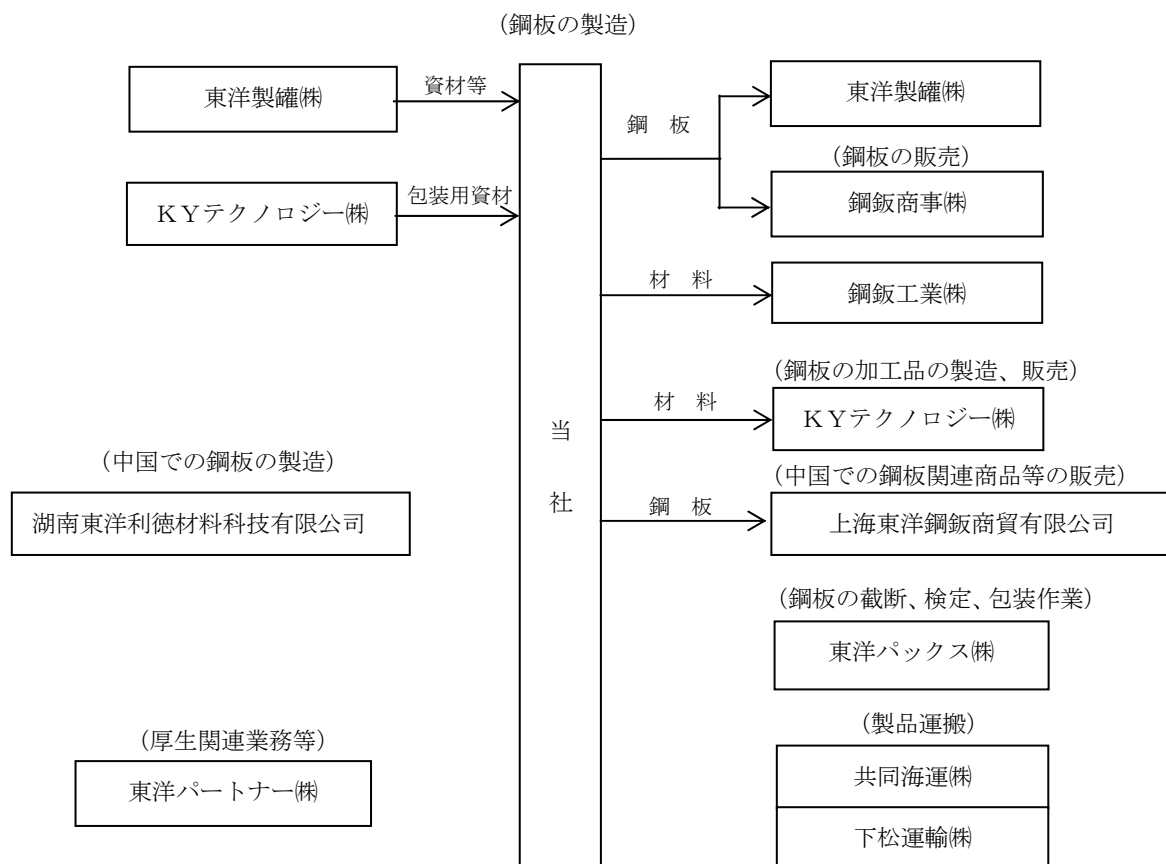 (鋼板の製造)
東洋製罐㈱
資材等
東洋製罐㈱
鋼 板
(鋼板の販売)
KYテクノロジー㈱
包装用資材
鋼鈑商事㈱
材 料
鋼鈑工業㈱
(鋼板の加工品の製造、販売)
材 料
KYテクノロジー㈱
当
社
(中国での鋼板の製造)
(中国での鋼板関連商品等の販売)
湖南東洋利徳材料科技有限公司
鋼 板
上海東洋鋼鈑商貿有限公司
(鋼板の截断、検定、包装作業)
東洋パックス㈱
(厚生関連業務等)
(製品運搬)
東洋パートナー㈱
共同海運㈱
下松運輸㈱